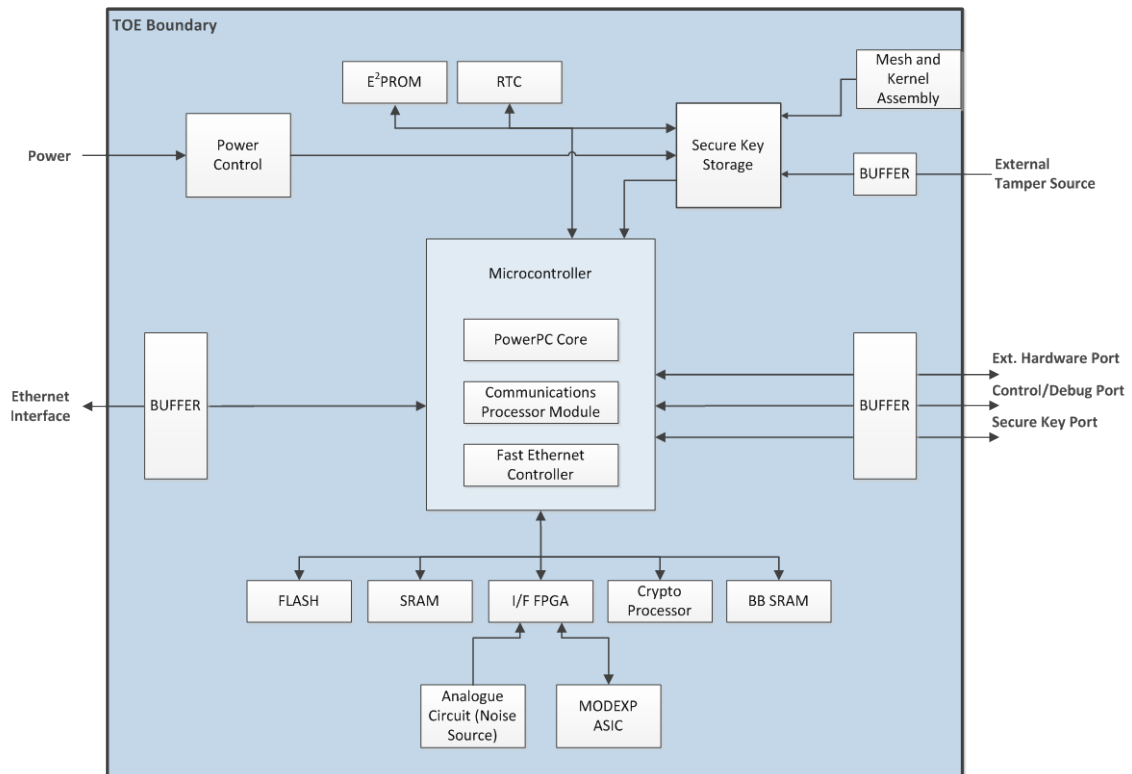 TOE Boundary
E²PROM
RTC
Mesh and
Kernel
Assembly
Power
Power
Control
Secure Key
Storage
BUFFER
External
Tamper Source
Microcontroller
PowerPC Core
Communications
Processor Module
Fast Ethernet
Controller
Ethernet
Interface
BUFFER
BUFFER
Ext. Hardware Port
Control/Debug Port
Secure Key Port
FLASH
SRAM
I/F FPGA
Crypto
Processor
BB SRAM
Analogue
Circuit (Noise
Source)
MODEXP
ASIC